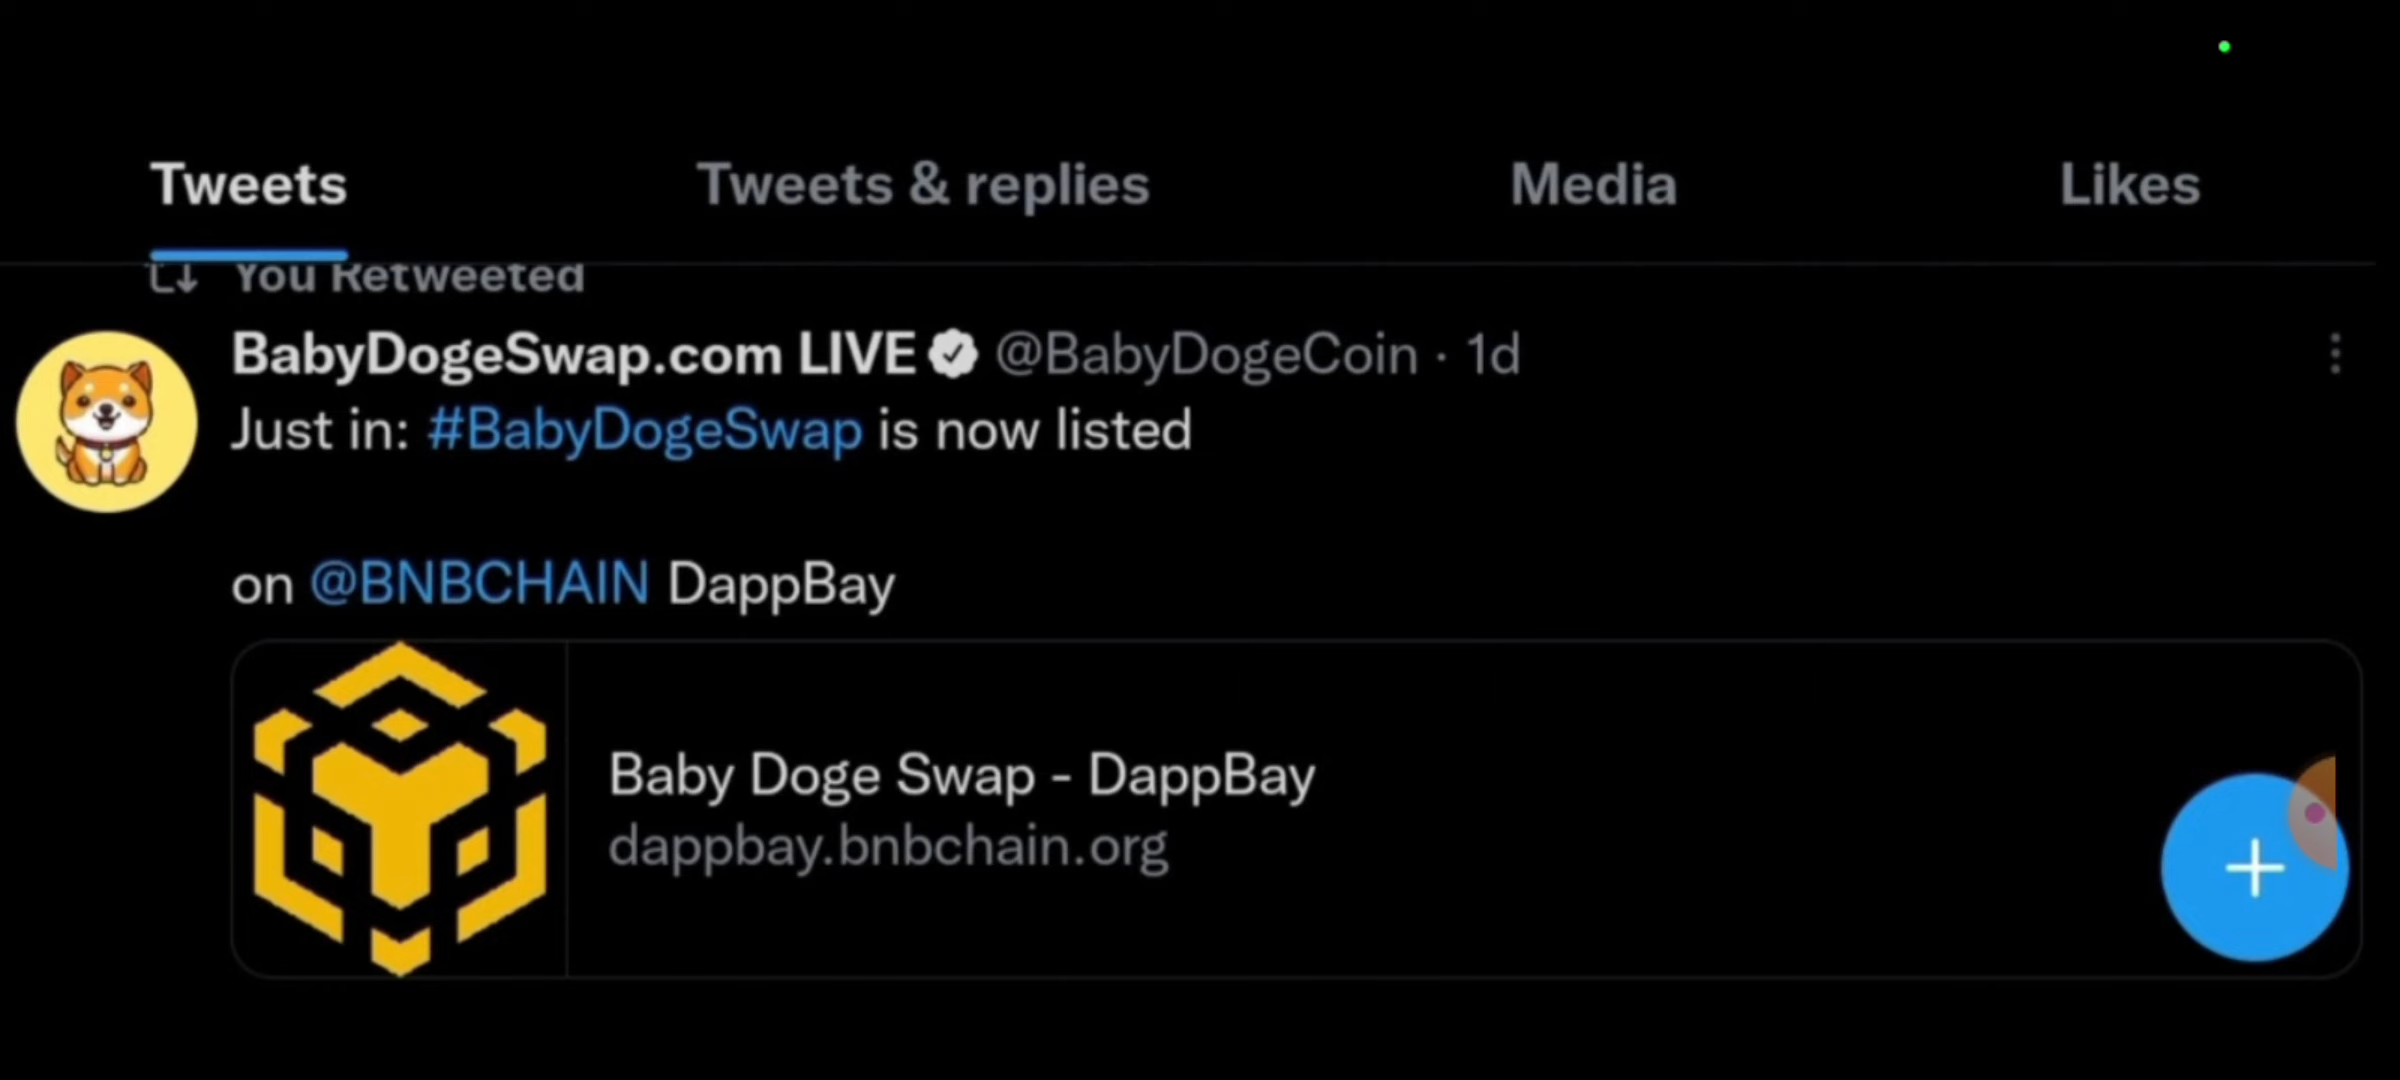 Tweets Tweets & replies Media Likes
You Retweeted
BabyDogeSwap.com LIVE @BabyDogeCoin · 1d
Just in: #BabyDogeSwap is now listed
on @BNBCHAIN DappBay
Baby Doge Swap - DappBay
dappbay.bnbchain.org